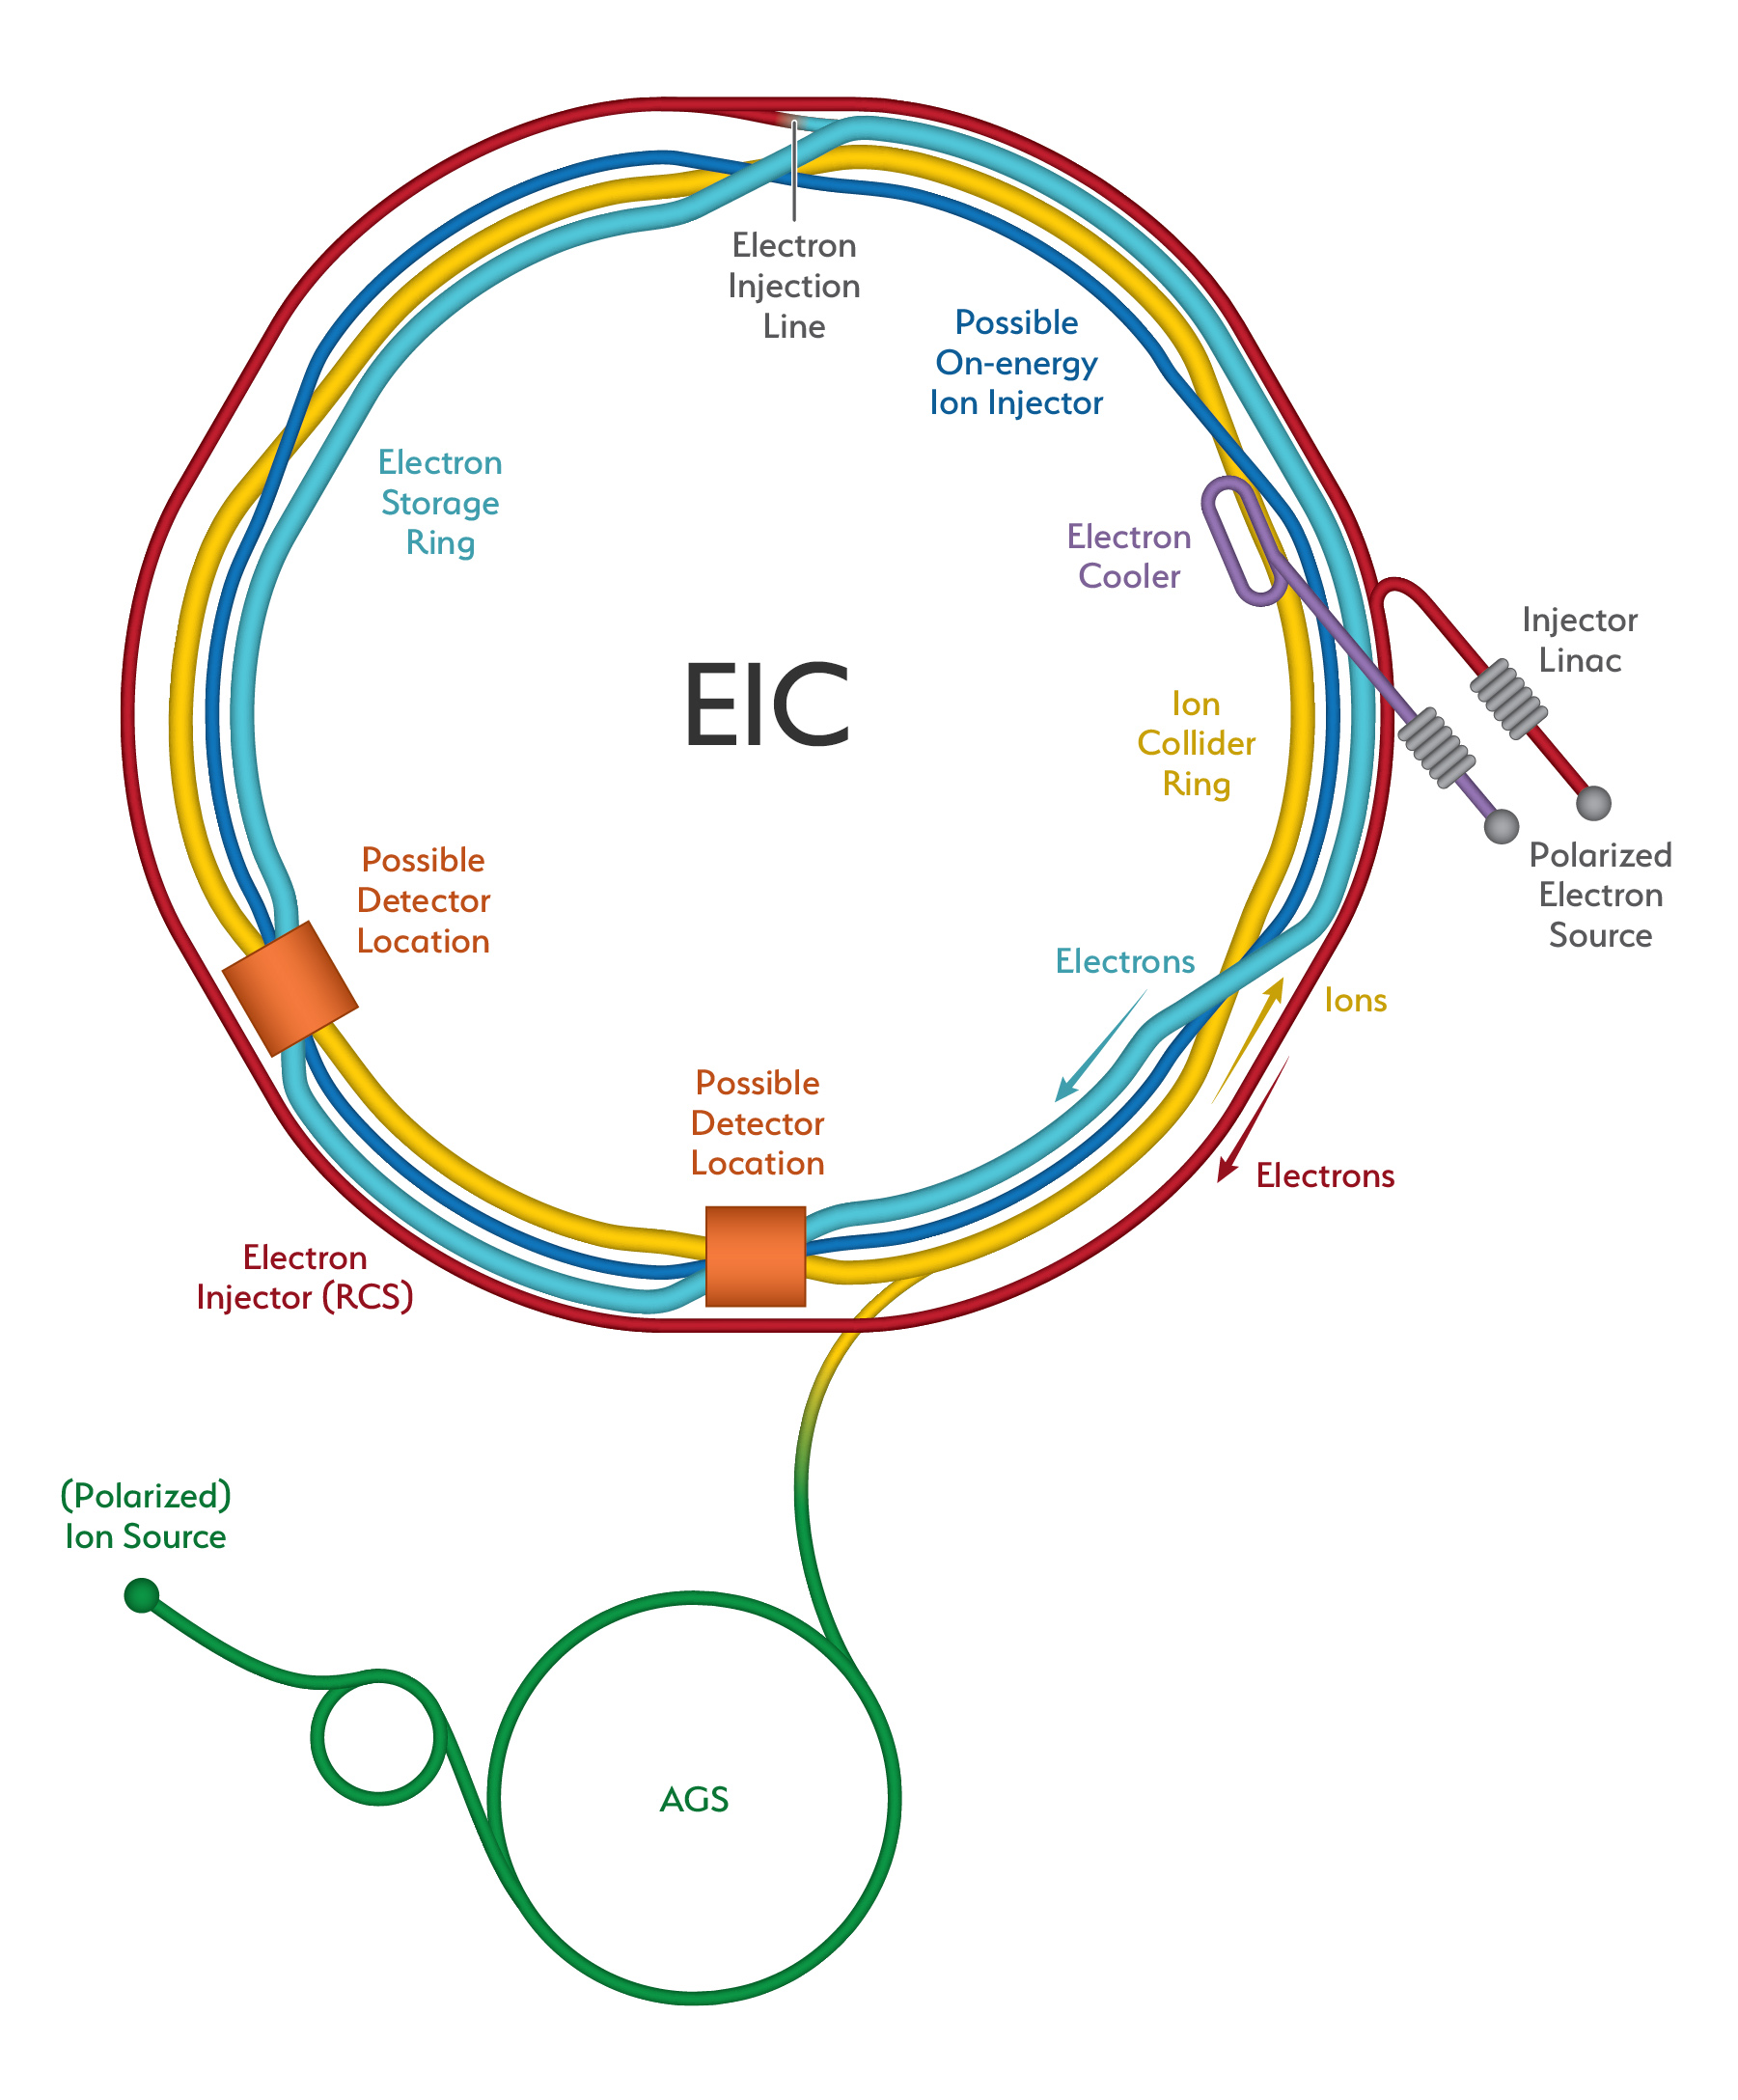 Electron
Injection
Line
Possible
On-energy
Ion Injector
Electron
Storage
Ring
Electron
Cooler
Injector
Linac
EIC
Ion
Collider
Ring
Polarized
Electron
Source
Possible
Detector
Location
Electrons
Ions
Possible
Detector
Location
Electrons
Electron
Injector (RCS)
(Polarized)
Ion Source
AGS